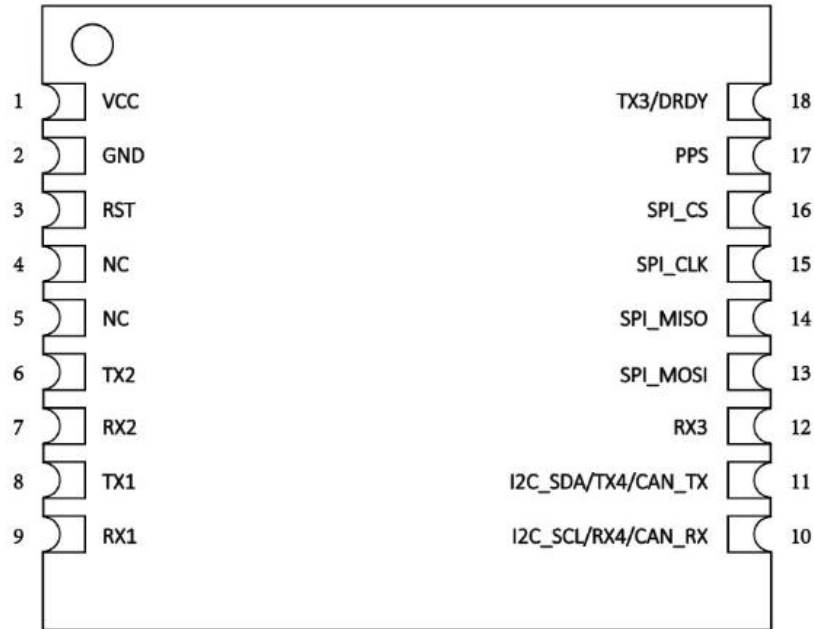 1 VCC TX3/DRDY 18
2 GND PPS 17
3 RST SPI_CS 16
4 NC SPI_CLK 15
5 NC SPI_MISO 14
6 TX2 SPI_MOSI 13
7 RX2 RX3 12
8 TX1 I2C_SDA/TX4/CAN_TX 11
9 RX1 I2C_SCL/RX4/CAN_RX 10